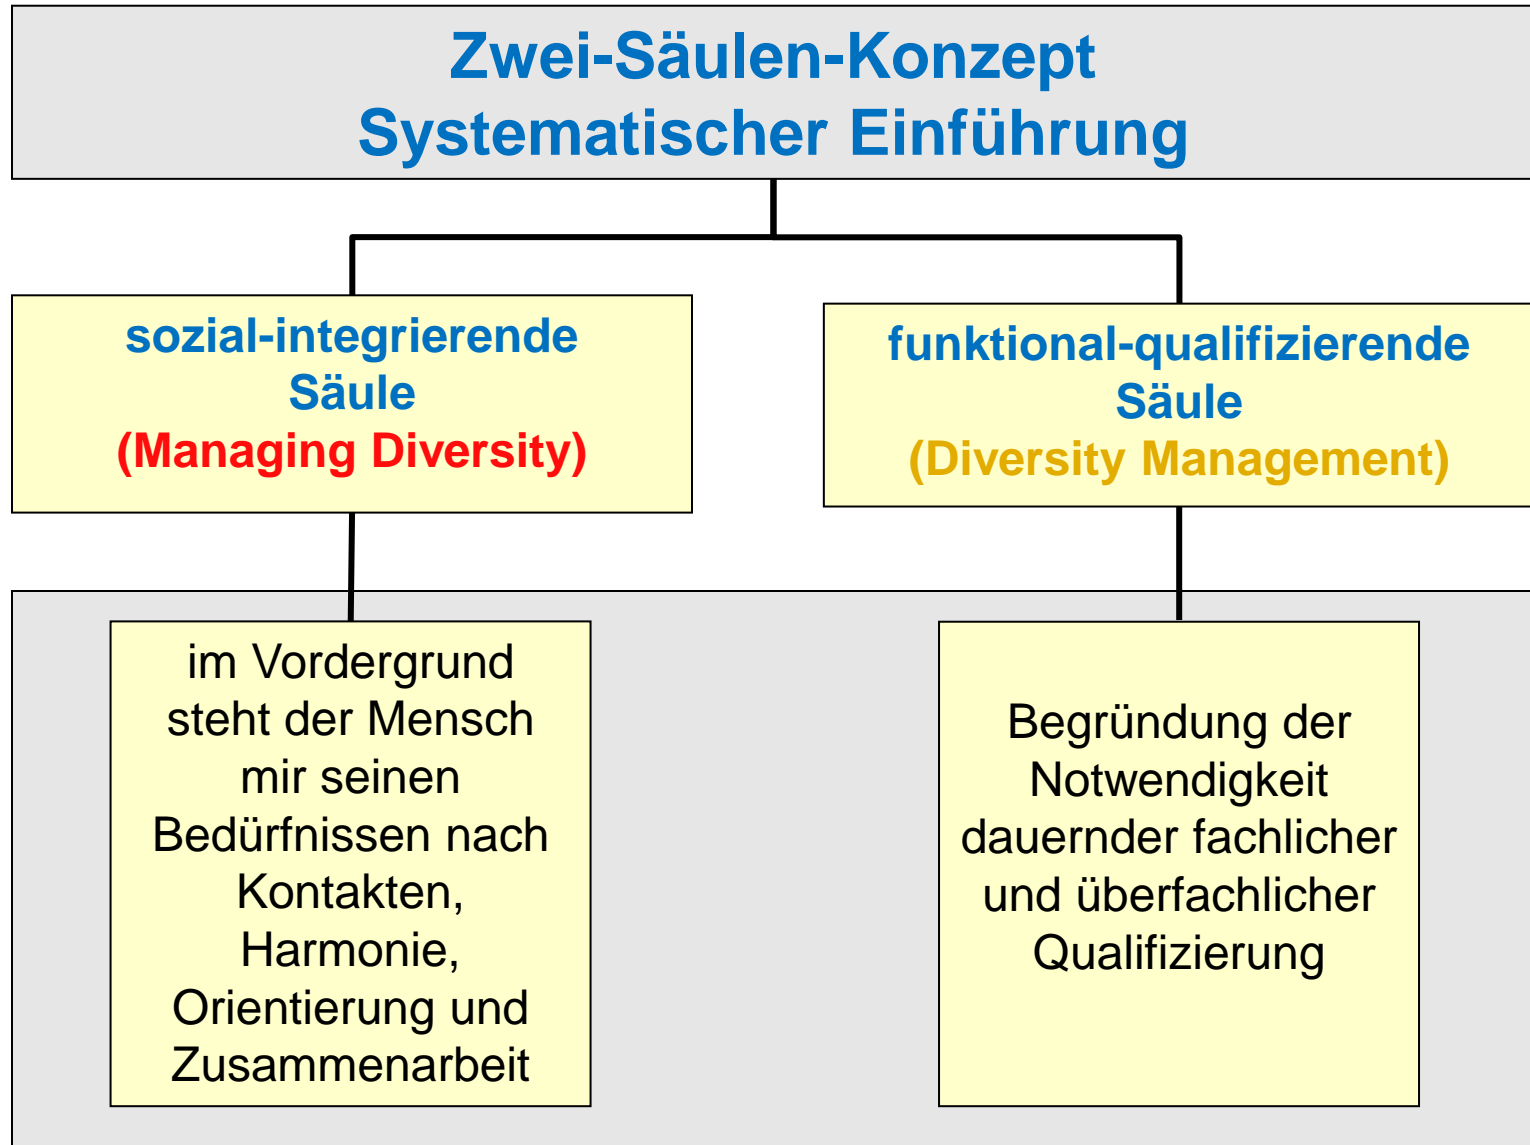 Zwei-Säulen-Konzept
Systematischer Einführung
sozial-integrierende
Säule
(Managing Diversity)
funktional-qualifizierende
Säule
(Diversity Management)
im Vordergrund
steht der Mensch
mir seinen
Bedürfnissen nach
Kontakten,
Harmonie,
Orientierung und
Zusammenarbeit
Begründung der
Notwendigkeit
dauernder fachlicher
und überfachlicher
Qualifizierung